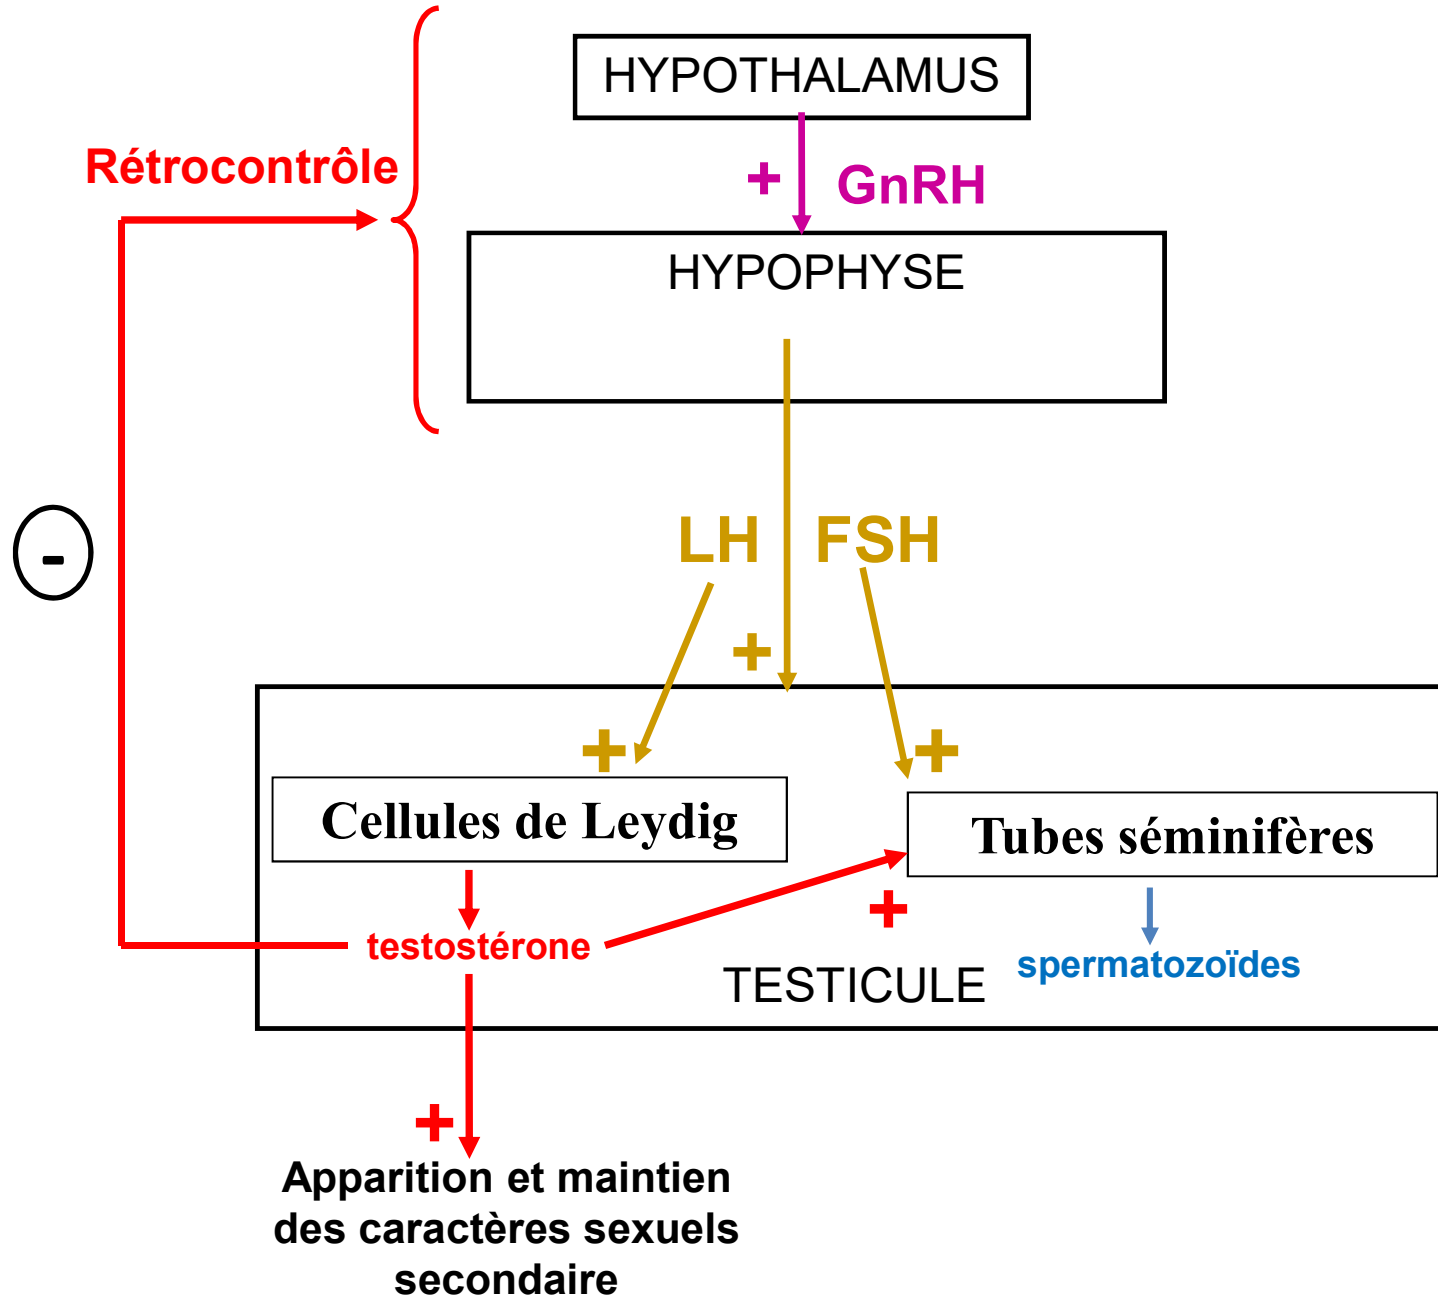 HYPOTHALAMUS
Rétrocontrôle
+
GnRH
HYPOPHYSE
-
LH
FSH
+
+
+
Cellules de Leydig
Tubes séminifères
+
testostérone
spermatozoïdes
TESTICULE
+
Apparition et maintien
des caractères sexuels
secondaire